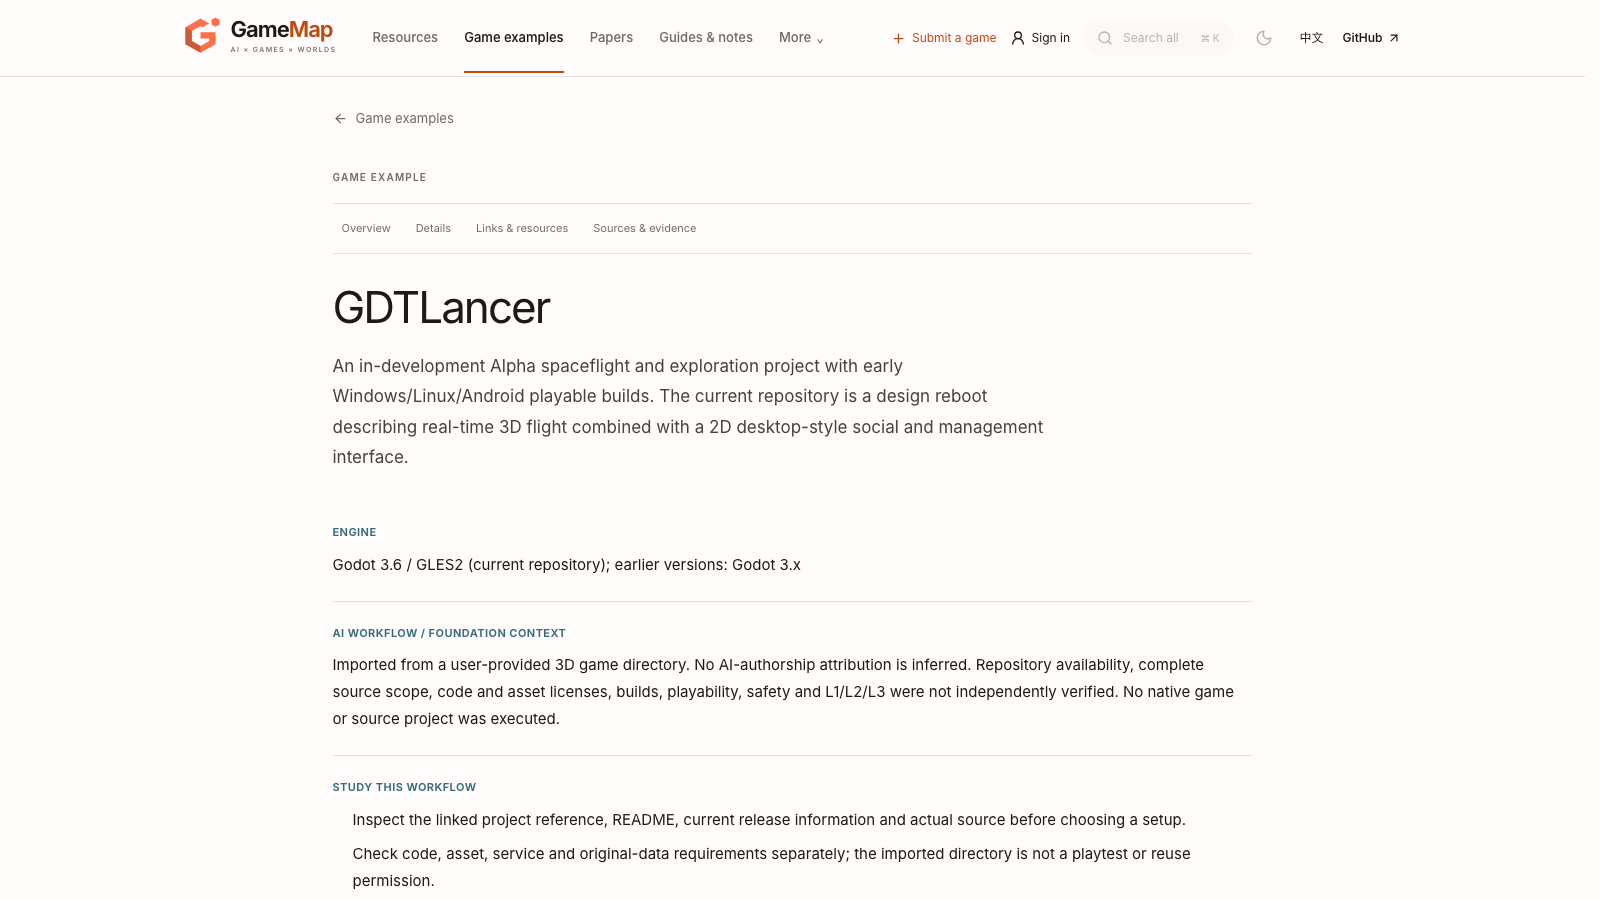 GameMap
AI × GAMES × WORLDS
Resources
Game examples
Papers
Guides & notes
More
Submit a game
Sign in
Search all
⌘ K
中文
GitHub
Game examples
GAME EXAMPLE
Overview
Details
Links & resources
Sources & evidence
GDTLancer
An in-development Alpha spaceflight and exploration project with early
Windows/Linux/Android playable builds. The current repository is a design reboot
describing real-time 3D flight combined with a 2D desktop-style social and management
interface.
ENGINE
Godot 3.6 / GLES2 (current repository); earlier versions: Godot 3.x
AI WORKFLOW / FOUNDATION CONTEXT
Imported from a user-provided 3D game directory. No AI-authorship attribution is inferred. Repository availability, complete
source scope, code and asset licenses, builds, playability, safety and L1/L2/L3 were not independently verified. No native game
or source project was executed.
STUDY THIS WORKFLOW
Inspect the linked project reference, README, current release information and actual source before choosing a setup.
Check code, asset, service and original-data requirements separately; the imported directory is not a playtest or reuse
permission.